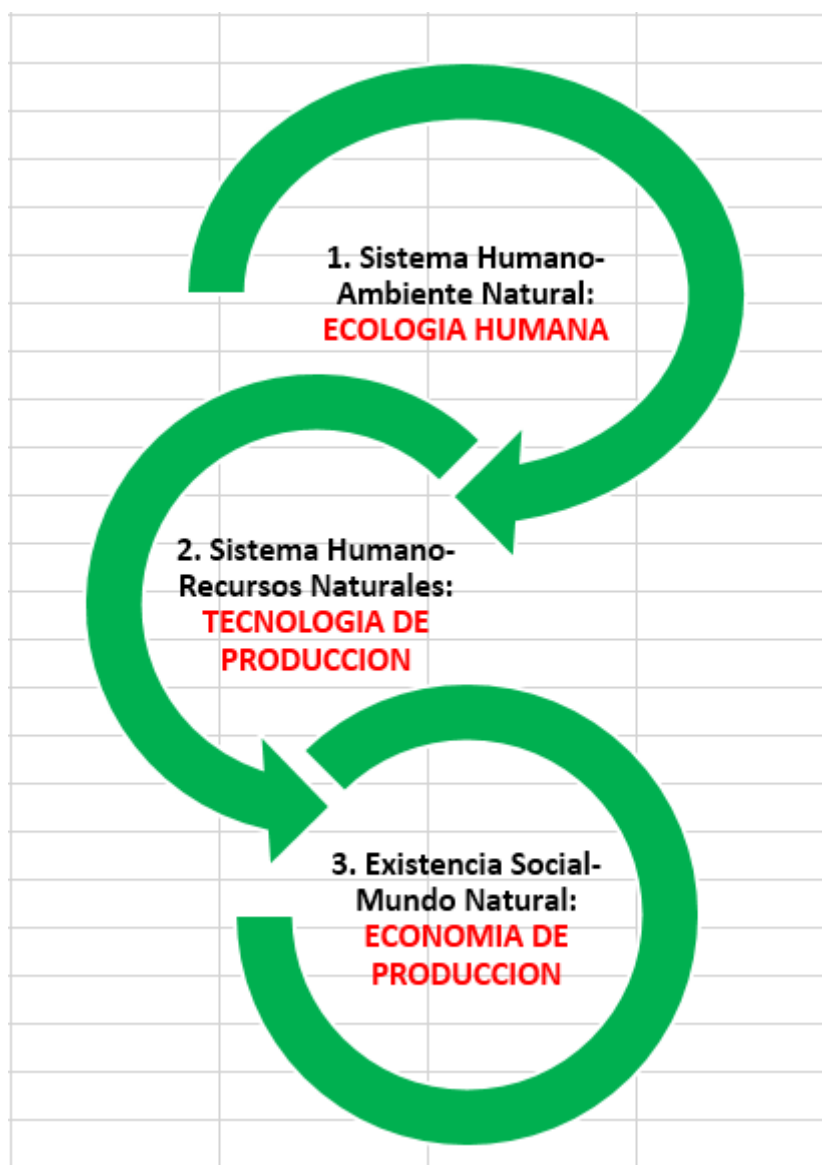 1. Sistema Humano-
Ambiente Natural:
ECOLOGIA HUMANA
2. Sistema Humano-
Recursos Naturales:
TECNOLOGIA DE
PRODUCCION
3. Existencia Social-
Mundo Natural:
ECONOMIA DE
PRODUCCION